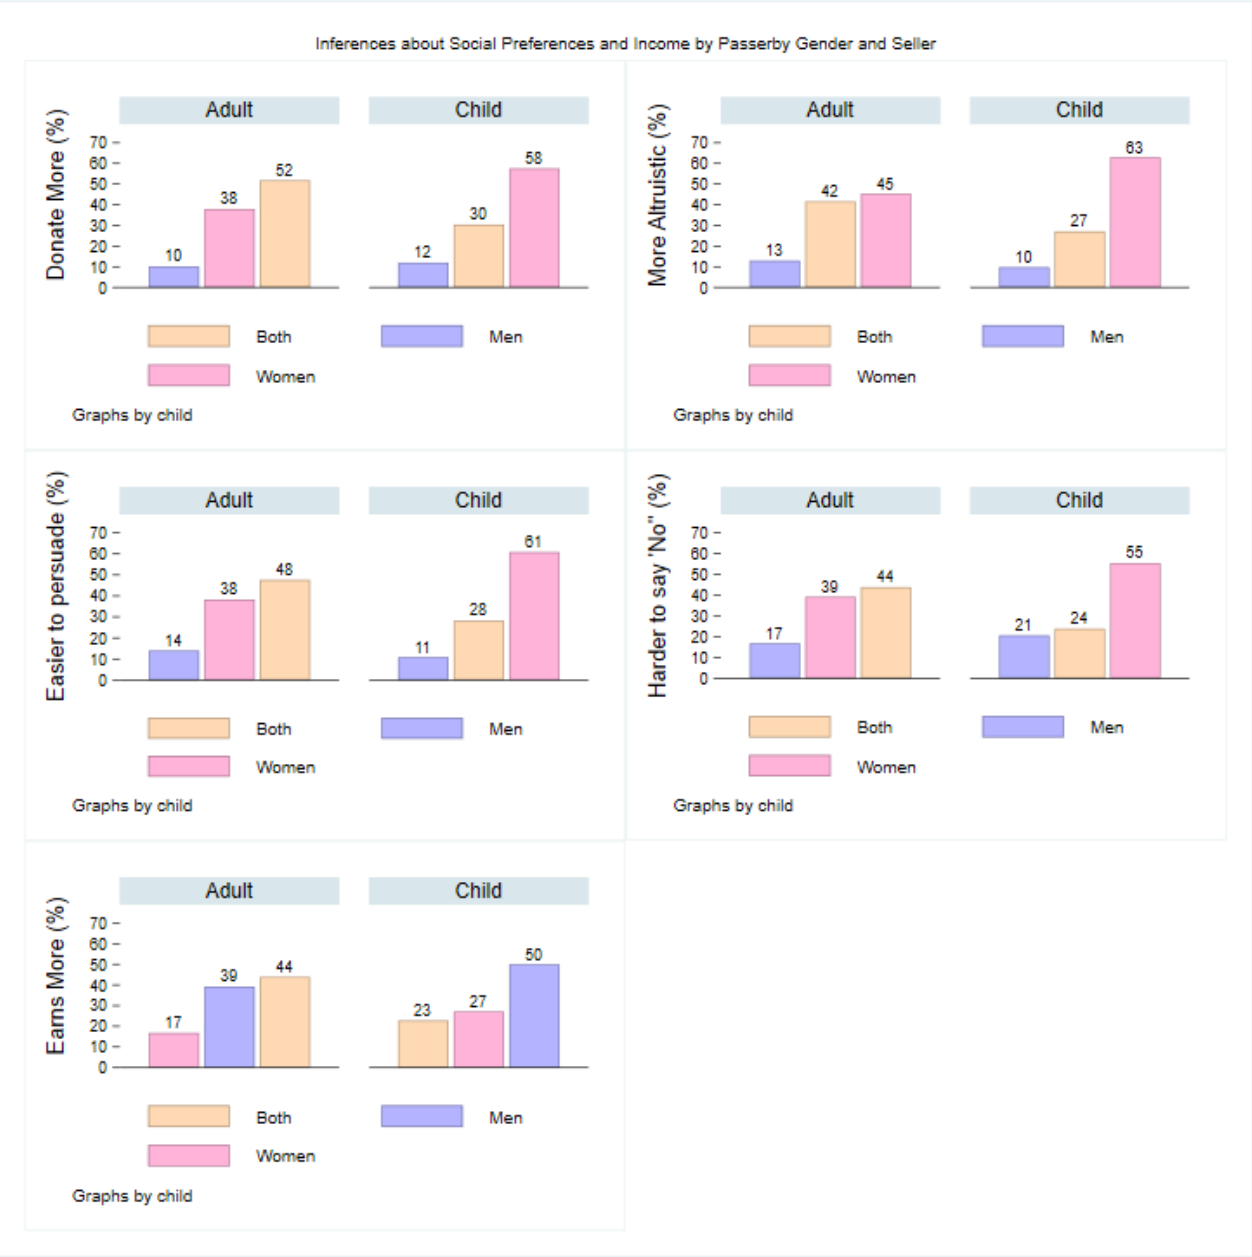 Inferences about Social Preferences and Income by Passerby Gender and Seller
Donate More (%)
Adult Child
70
60
50
40
30
20
10
0
10 38 52
12 30 58
Both Men
Women
Graphs by child
More Altruistic (%)
Adult Child
70
60
50
40
30
20
10
0
13 42 45
10 27 63
Both Men
Women
Graphs by child
Easier to persuade (%)
Adult Child
70
60
50
40
30
20
10
0
14 38 48
11 28 61
Both Men
Women
Graphs by child
Harder to say 'No" (%)
Adult Child
70
60
50
40
30
20
10
0
17 39 44
21 24 55
Both Men
Women
Graphs by child
Earns More (%)
Adult Child
70
60
50
40
30
20
10
0
17 39 44
23 27 50
Both Men
Women
Graphs by child